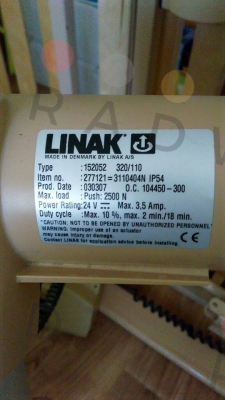 RADW
LINAK
MADE IN DENMARK BY LINAK A/S
Type : 152052 320/110
Item no. : 277121=3110404N IP54
Prod. Date : 030307 O.C. 104450-300
Max. load : Push: 2500 N
Power Rating: 24 V ⎓ Max. 3,5 Amp.
Duty cycle : Max. 10 %, max. 2 min./18 min.
*CAUTION: NOT TO BE OPENED BY UNAUTHORIZED PERSONNEL*
WARNING: Improper use of an actuator
may cause injury or damage.
Contact LINAK for application advice before installing CE